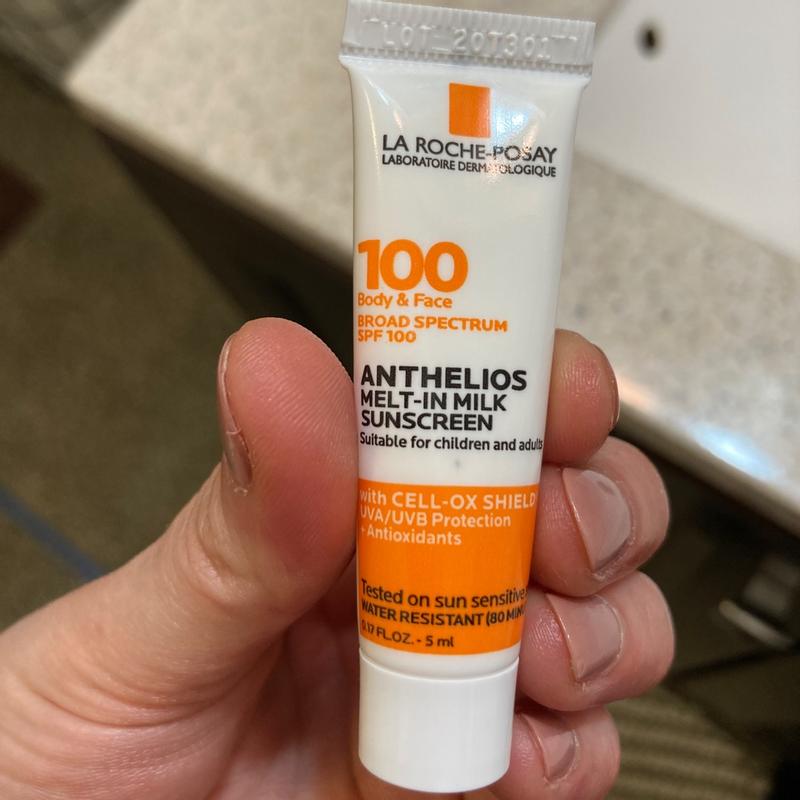 LOT 20T301
LA ROCHE-POSAY
LABORATOIRE DERMATOLOGIQUE
100
Body & Face
BROAD SPECTRUM
SPF 100
ANTHELIOS
MELT-IN MILK
SUNSCREEN
Suitable for children and adults
with CELL-OX SHIELD
UVA/UVB Protection
+ Antioxidants
Tested on sun sensitive
WATER RESISTANT (80 MIN
0.17 FL.OZ. - 5 ml